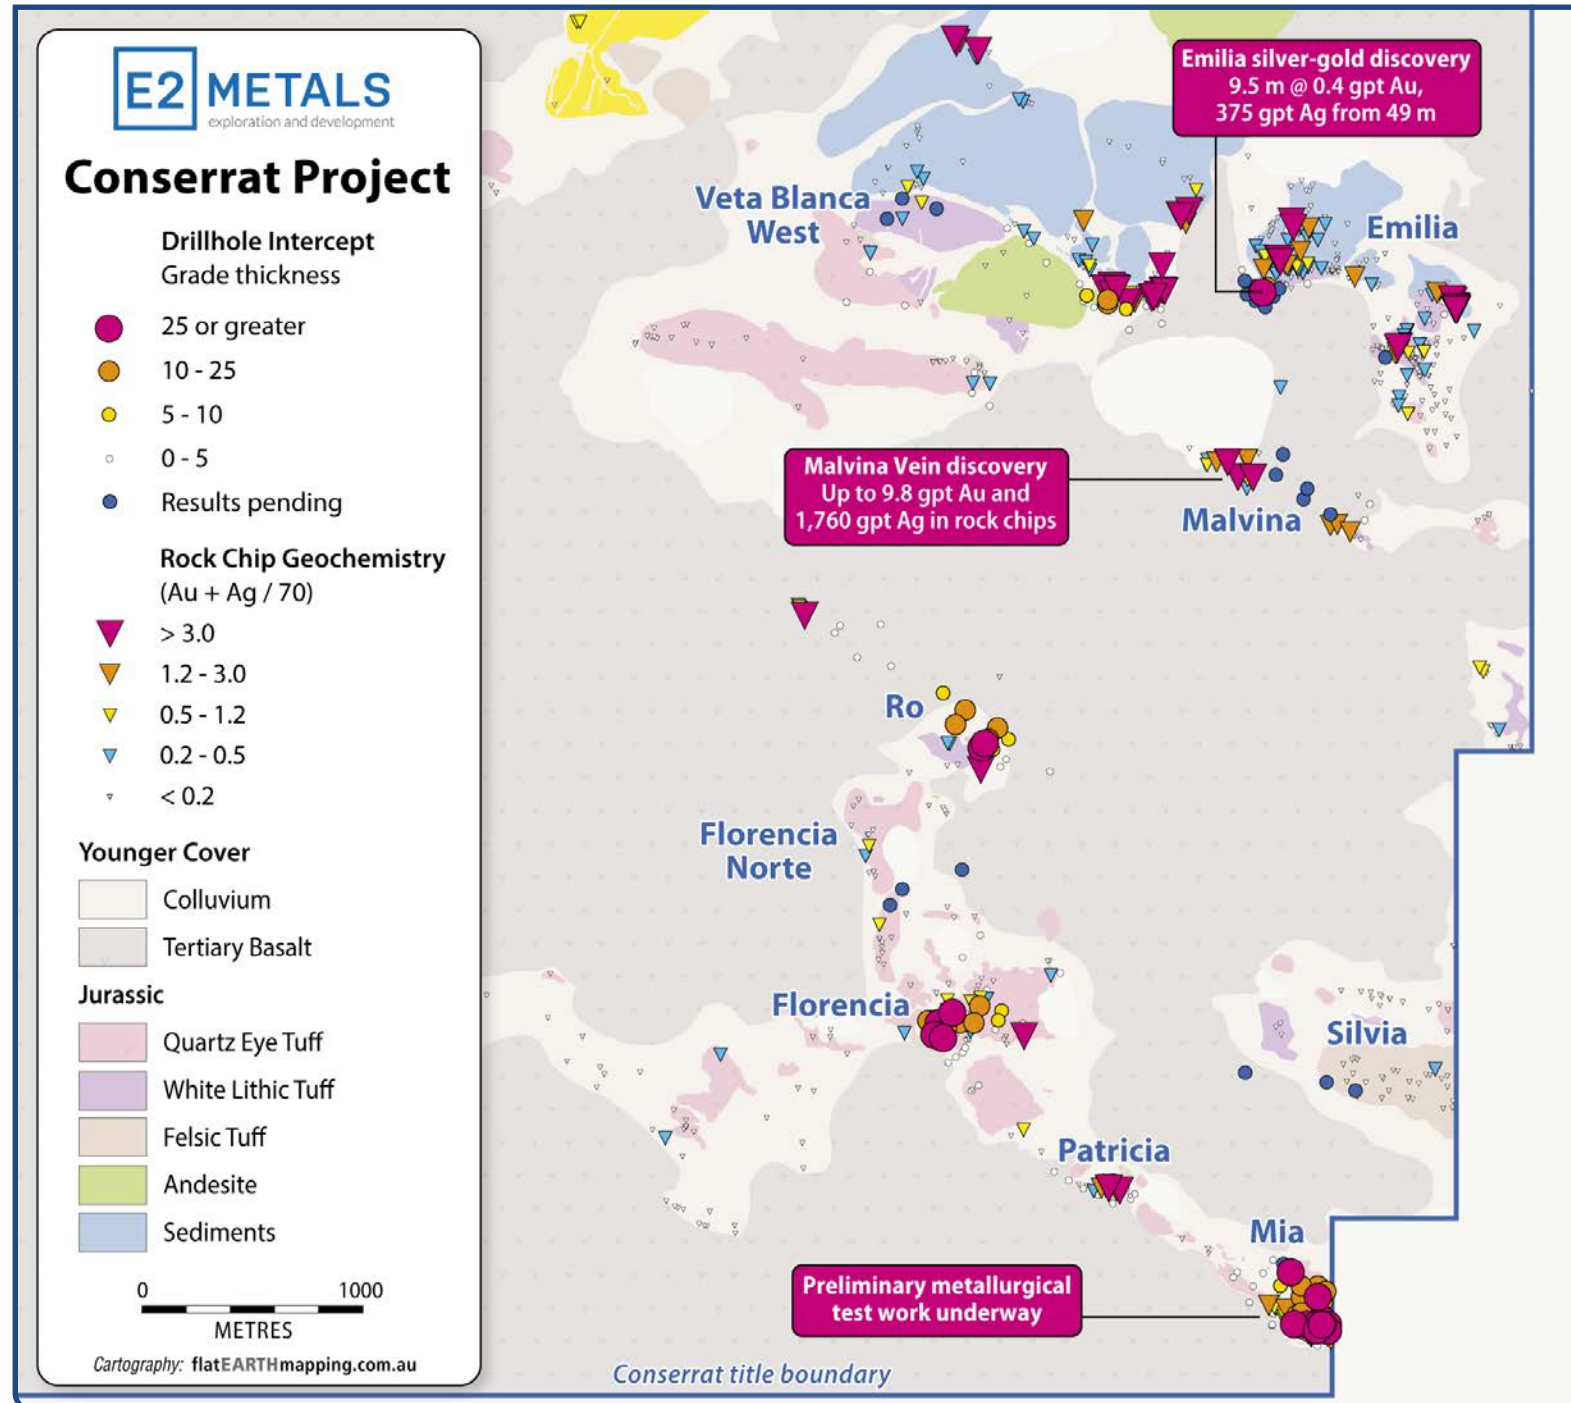 E2 METALS
exploration and development
Conserrat Project
Drillhole Intercept
Grade thickness
25 or greater
10 - 25
5 - 10
0 - 5
Results pending
Rock Chip Geochemistry
(Au + Ag / 70)
> 3.0
1.2 - 3.0
0.5 - 1.2
0.2 - 0.5
< 0.2
Younger Cover
Colluvium
Tertiary Basalt
Jurassic
Quartz Eye Tuff
White Lithic Tuff
Felsic Tuff
Andesite
Sediments
0 1000
METRES
Cartography: flatEARTHmapping.com.au
Emilia silver-gold discovery
9.5 m @ 0.4 gpt Au,
375 gpt Ag from 49 m
Veta Blanca
West
Emilia
Malvina Vein discovery
Up to 9.8 gpt Au and
1,760 gpt Ag in rock chips
Malvina
Ro
Florencia
Norte
Florencia
Silvia
Patricia
Mia
Preliminary metallurgical
test work underway
Conserrat title boundary